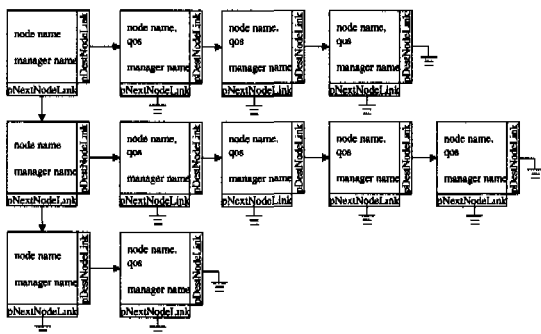 node name
manager name
pDestNodeLink
pNextNodeLink
node name,
qos
manager name
pDestNodeLink
pNextNodeLink
node name,
qos
manager name
pDestNodeLink
pNextNodeLink
node name,
qos
manager name
pDestNodeLink
pNextNodeLink
node name
manager name
pDestNodeLink
pNextNodeLink
node name,
qos
manager name
pDestNodeLink
pNextNodeLink
node name,
qos
manager name
pDestNodeLink
pNextNodeLink
node name,
qos
manager name
pDestNodeLink
pNextNodeLink
node name,
qos
manager name
pDestNodeLink
pNextNodeLink
node name
manager name
pDestNodeLink
pNextNodeLink
node name,
qos
manager name
pDestNodeLink
pNextNodeLink